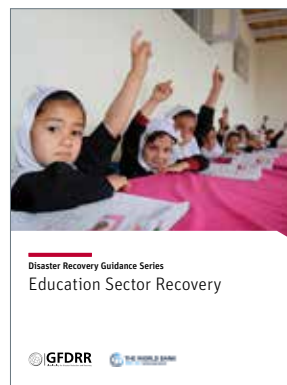 Disaster Recovery Guidance Series
Education Sector Recovery
GFDRR
THE WORLD BANK